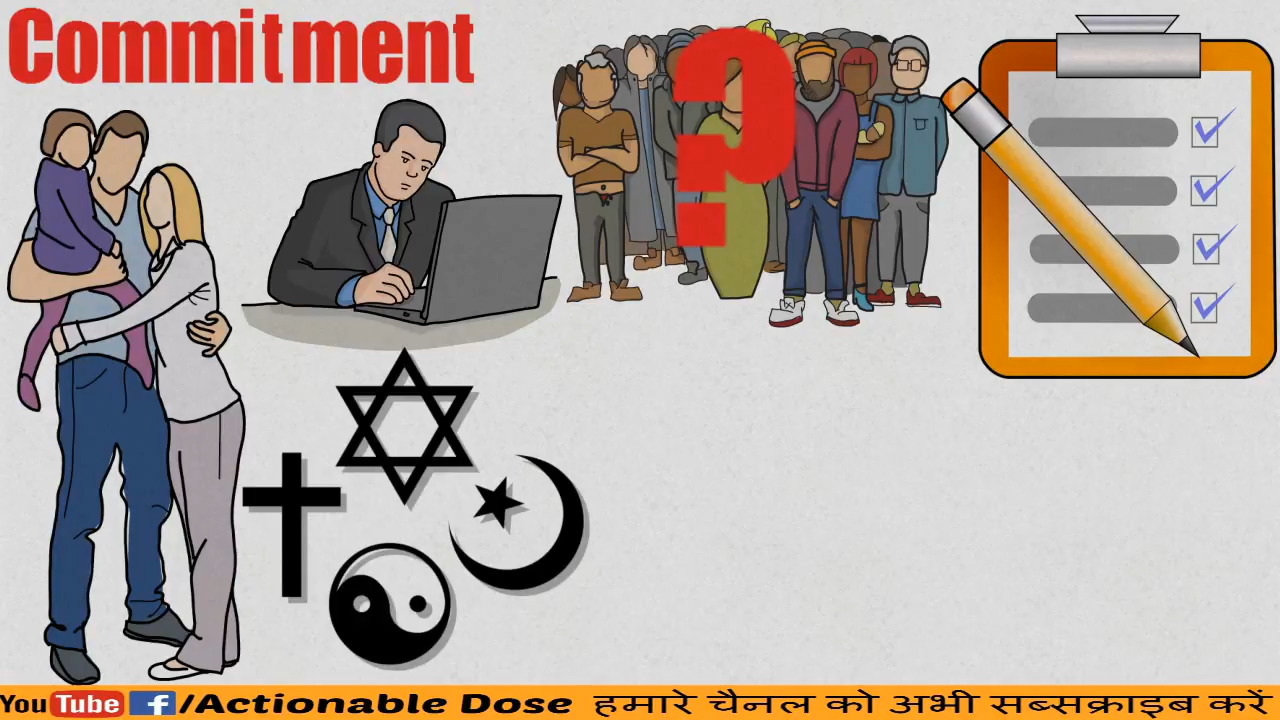 Commitment
?
YouTube f/Actionable Dose हमारे चैनल को अभी सब्सक्राइब करें